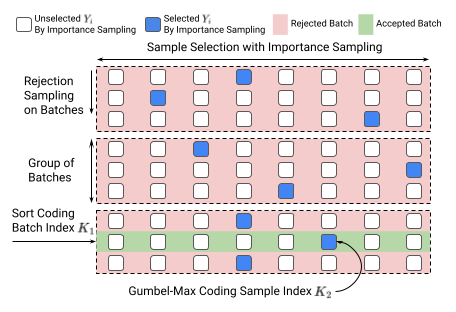 Unselected Y_i
By Importance Sampling
Selected Y_i
By Importance Sampling
Rejected Batch
Accepted Batch
Sample Selection with Importance Sampling
Rejection
Sampling
on Batches
Group of
Batches
Sort Coding
Batch Index K_1
Gumbel-Max Coding Sample Index K_2